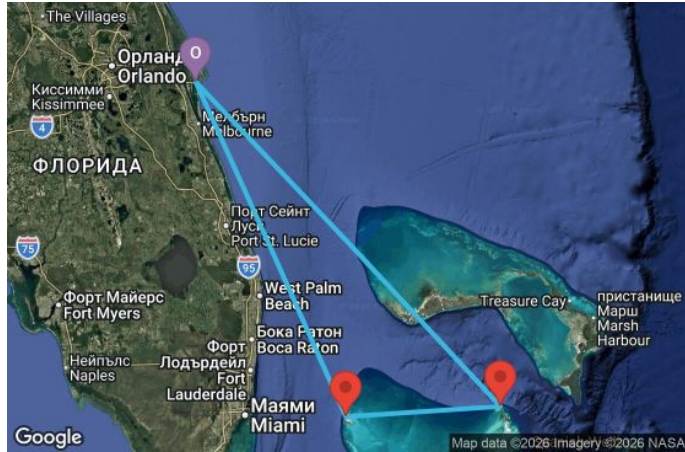 The Villages
O
Орландо
Orlando
Киссимми
Kissimmee
4
Мелбърн
Melbourne
ФЛОРИДА
Порт Сейнт
Луси
Port St. Lucie
75
95
West Palm
Beach
Форт Майерс
Fort Myers
Treasure Cay
пристанище
Марш
Marsh
Harbour
Бока Ратон
Boca Raton
Форт
Лодърдейл
Fort
Lauderdale
Нейпълс
Naples
Маями
Miami
Google
Map data ©2026 Imagery ©2026 NASA